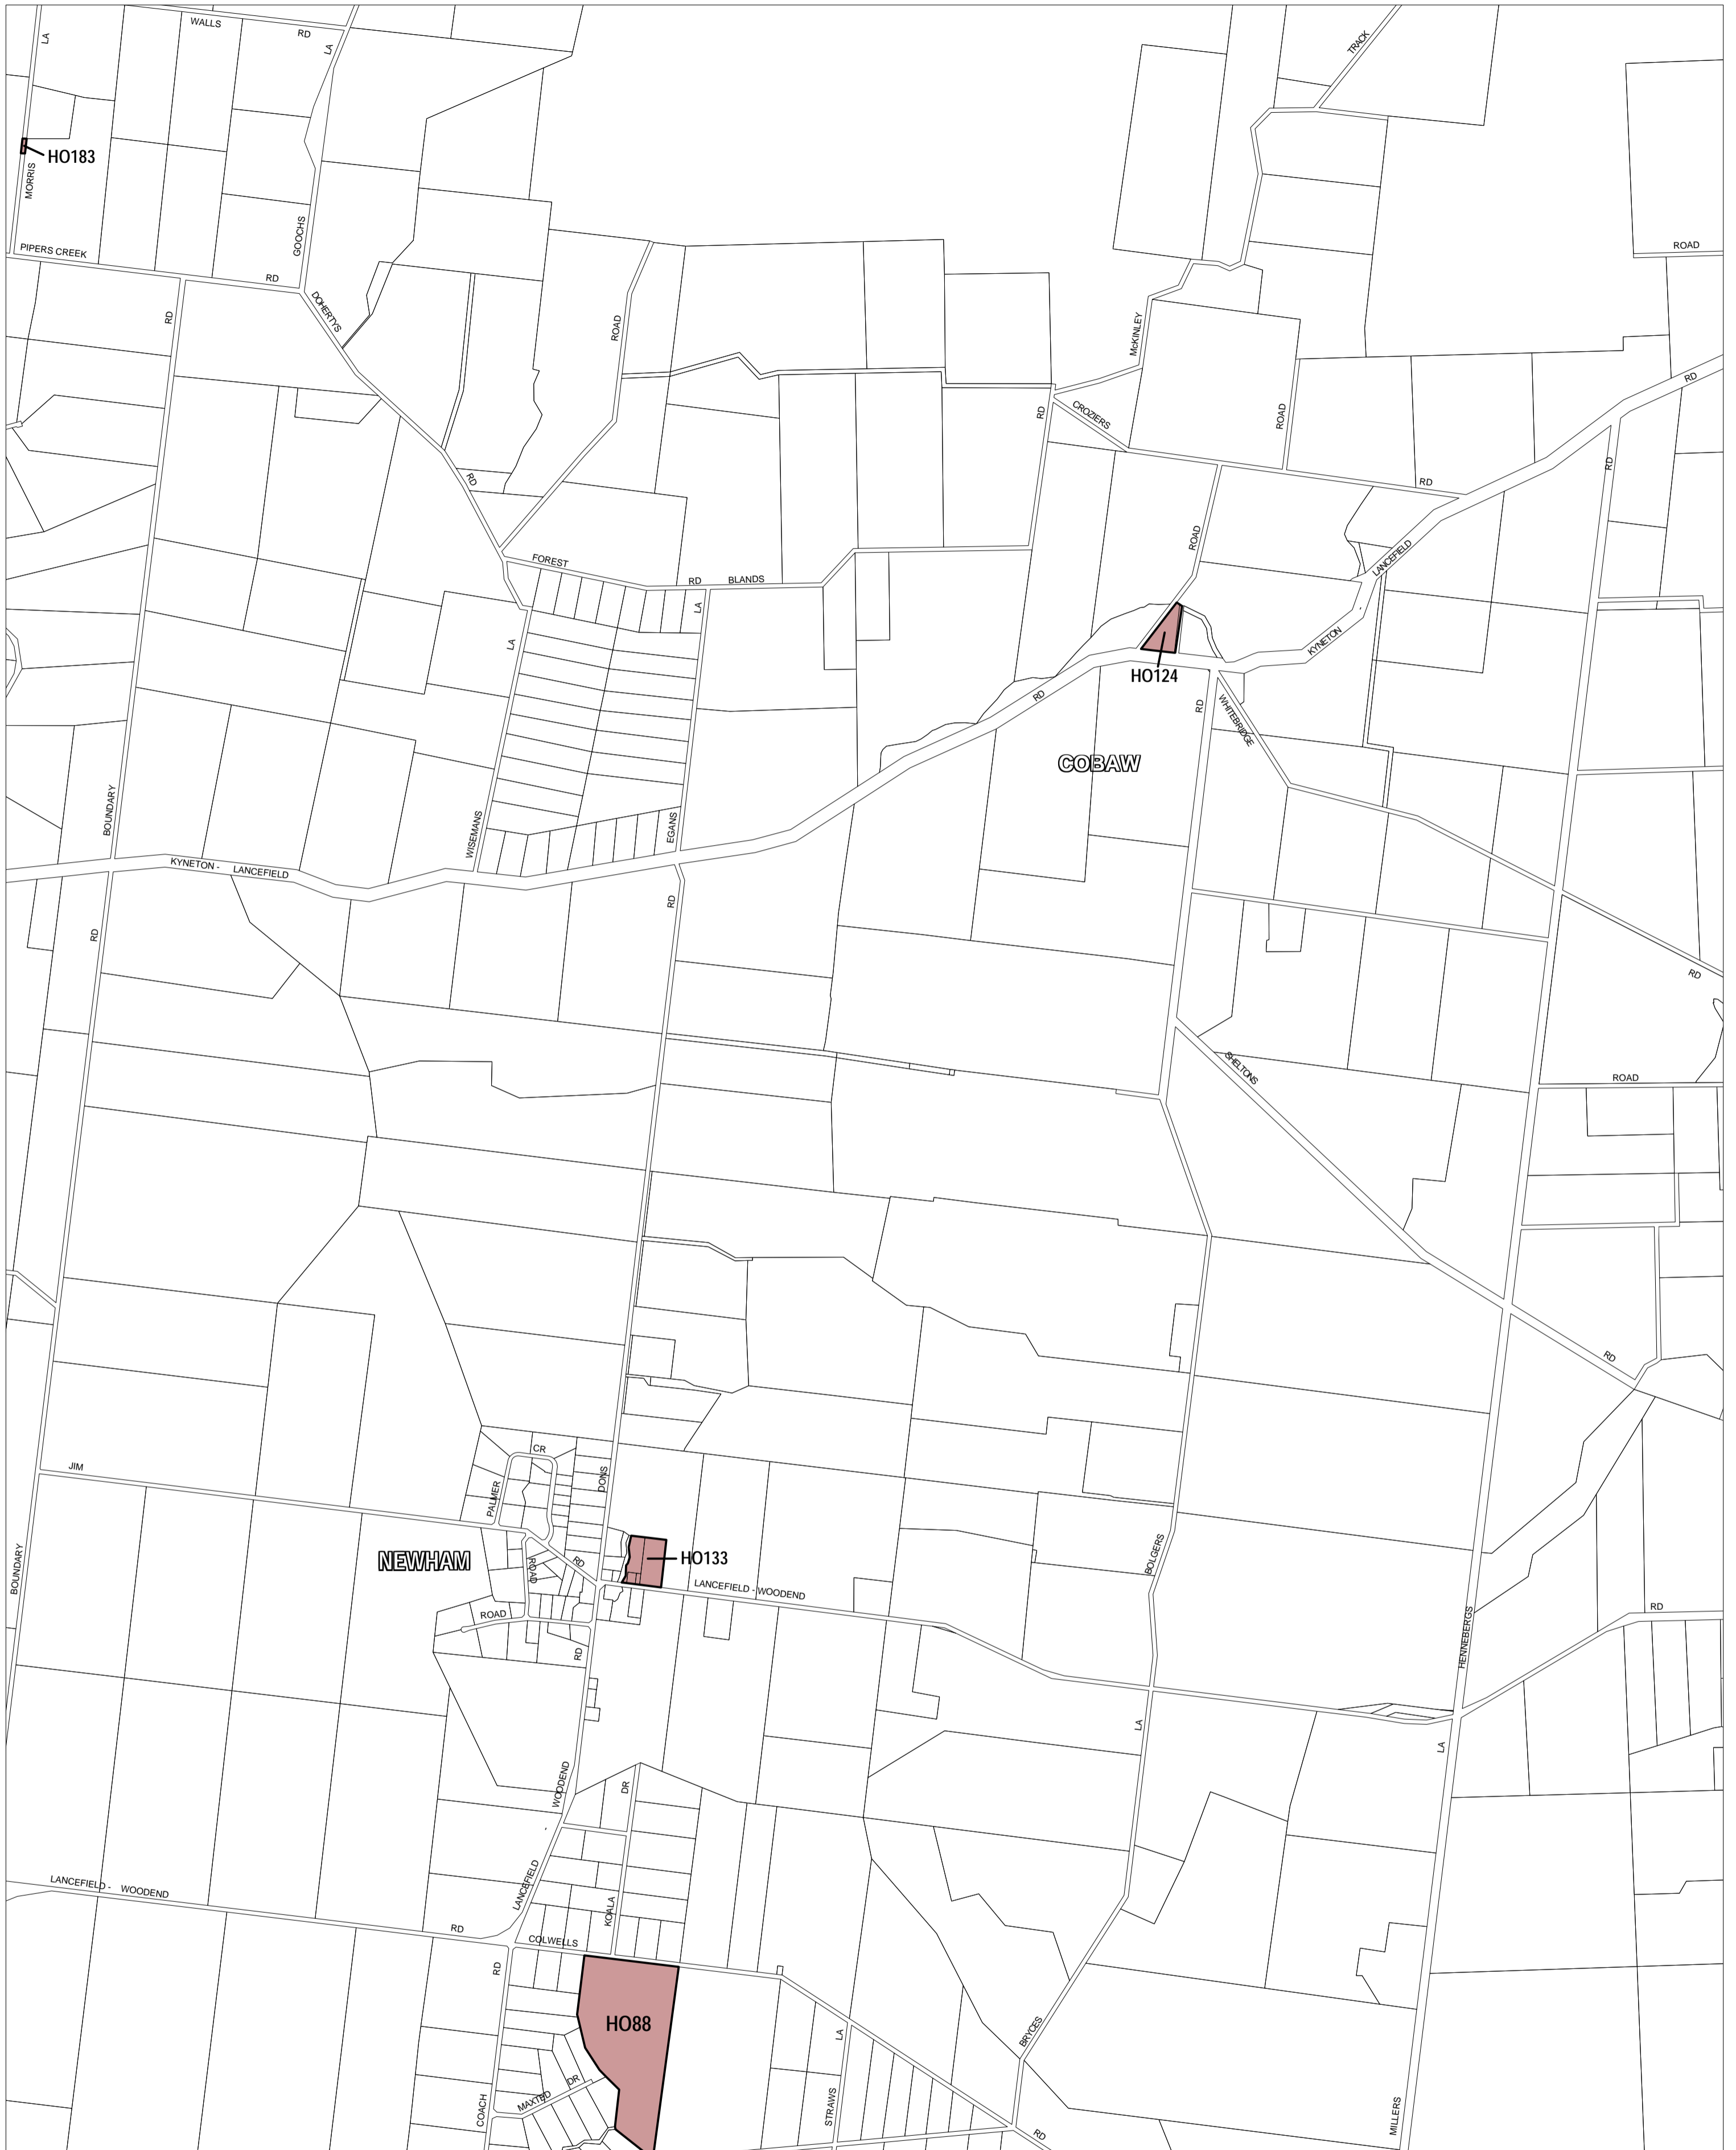 WALLS
RD
LA
LA
TRACK
HO183
MORRIS
GOOCHS
PIPERS CREEK
RD
ROAD
DOHERTYS
RD
ROAD
McKINLEY
RD
CROZIERS
RD
ROAD
RD
RD
RD
RD
FOREST
RD
BLANDS
LA
LA
ROAD
LANCEFIELD
-
KYNETON
HO124
RD
RD
WHITEBRIDGE
COBAW
BOUNDARY
WISEMANS
EGANS
KYNETON -
LANCEFIELD
RD
RD
RD
SHELTONS
ROAD
RD
JIM
CR
PALMER
DONS
NEWHAM
RD
ROAD
HO133
LANCEFIELD - WOODEND
BOLGERS
BOUNDARY
ROAD
RD
HENNEBERGS
RD
LA
LA
WOODEND
-
DR
LANCEFIELD
KOALA
LANCEFIELD -
WOODEND
RD
COLWELLS
RD
HO88
LA
BRYCES
MAXTED
DR
COACH
STRAWS
RD
MILLERS